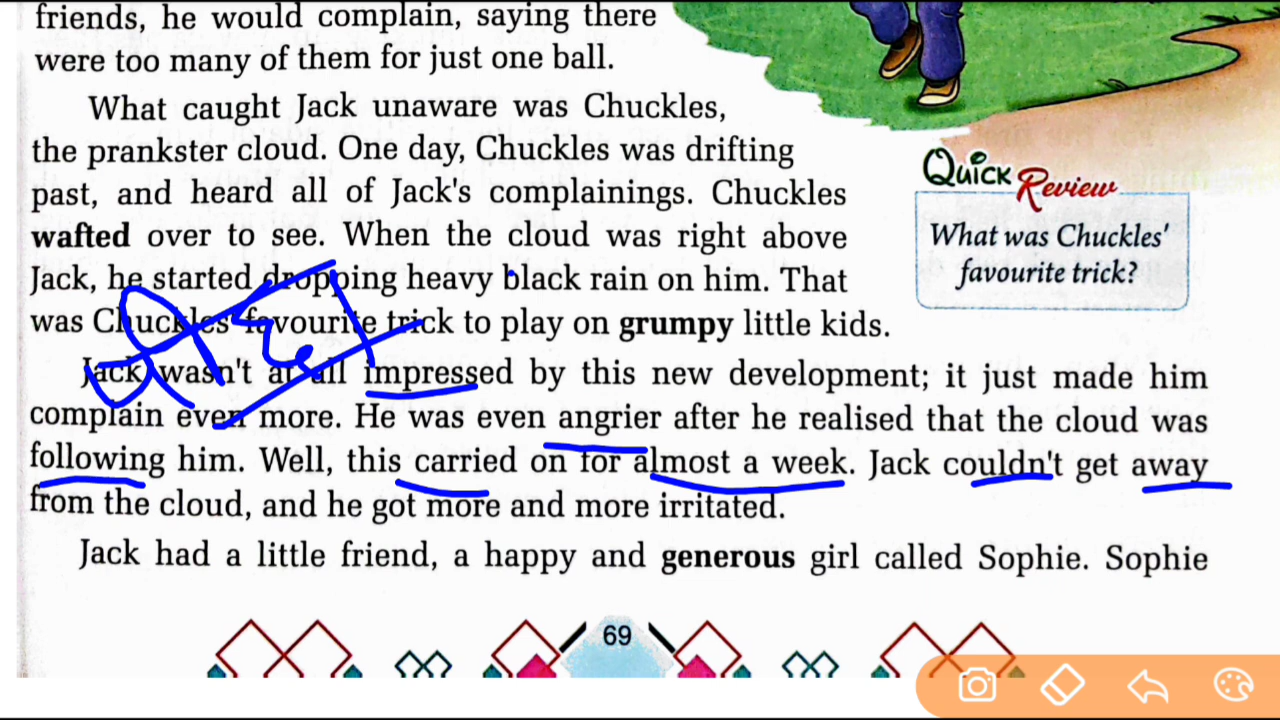 friends, he would complain, saying there
were too many of them for just one ball.
What caught Jack unaware was Chuckles,
the prankster cloud. One day, Chuckles was drifting
past, and heard all of Jack's complainings. Chuckles
wafted over to see. When the cloud was right above
Jack, he started dropping heavy black rain on him. That
was Chuckles' favourite trick to play on grumpy little kids.
Jack wasn't at all impressed by this new development; it just made him
complain even more. He was even angrier after he realised that the cloud was
following him. Well, this carried on for almost a week. Jack couldn't get away
from the cloud, and he got more and more irritated.
Jack had a little friend, a happy and generous girl called Sophie. Sophie
Quick Review
What was Chuckles'
favourite trick?
69